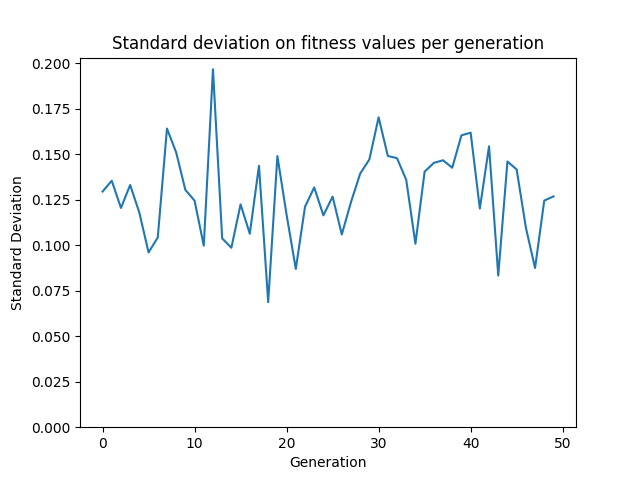 Standard deviation on fitness values per generation
0.200
0.175
0.150
0.125
0.100
0.075
0.050
0.025
0.000
Standard Deviation
0 10 20 30 40 50
Generation